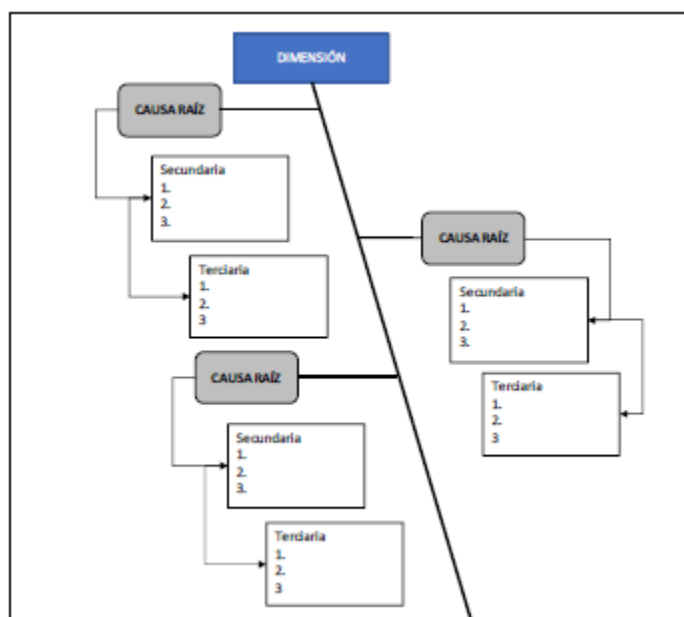 DIMENSIÓN
CAUSA RAÍZ
Secundaria
1.
2.
3.
Terciaria
1.
2.
3
CAUSA RAÍZ
Secundaria
1.
2.
3.
Terciaria
1.
2.
3
CAUSA RAÍZ
Secundaria
1.
2.
3.
Terciaria
1.
2.
3